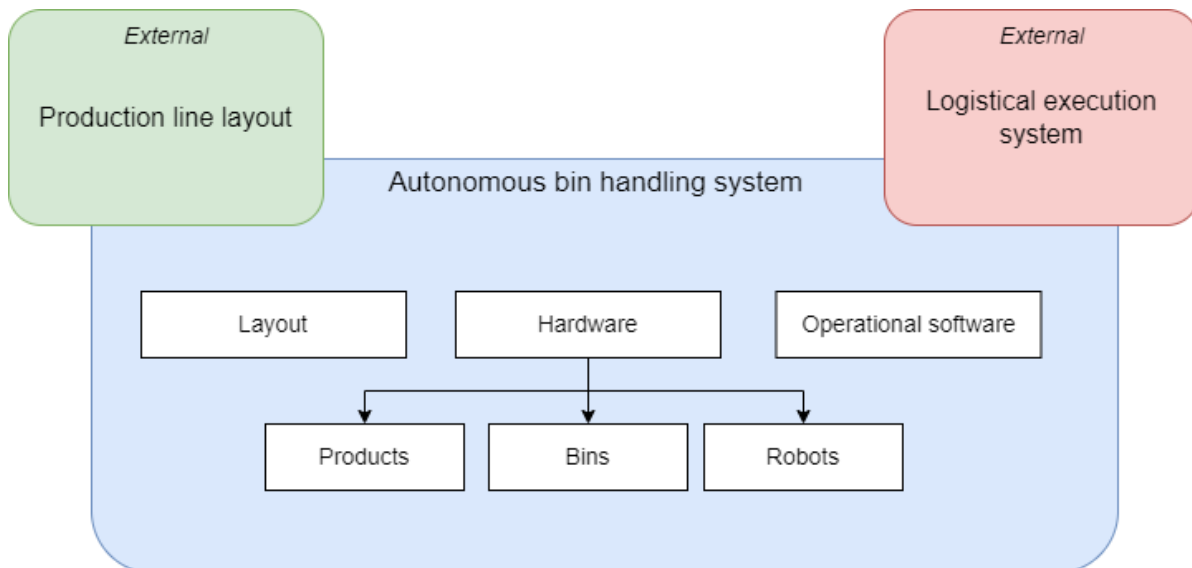 External
Production line layout
External
Logistical execution
system
Autonomous bin handling system
Layout
Hardware
Operational software
Products
Bins
Robots